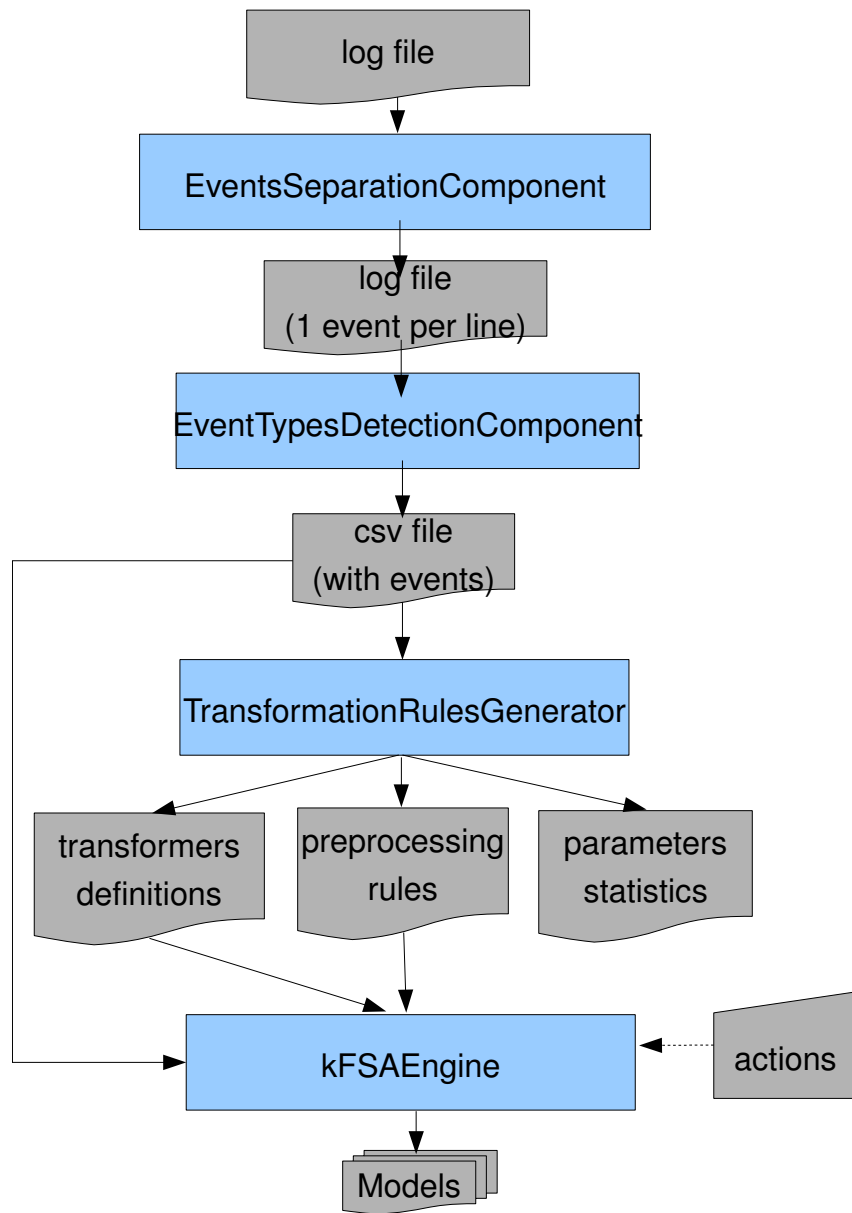 log file
EventsSeparationComponent
log file
(1 event per line)
EventTypesDetectionComponent
csv file
(with events)
TransformationRulesGenerator
transformers
definitions
preprocessing
rules
parameters
statistics
kFSAEngine
actions
Models